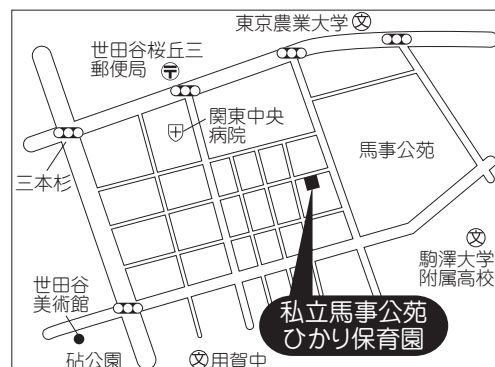 東京農業大学
世田谷桜丘三
郵便局
関東中央
病院
三本杉
馬事公苑
駒澤大学
附属高校
世田谷
美術館
私立馬事公苑
ひかり保育園
砧公園
用賀中